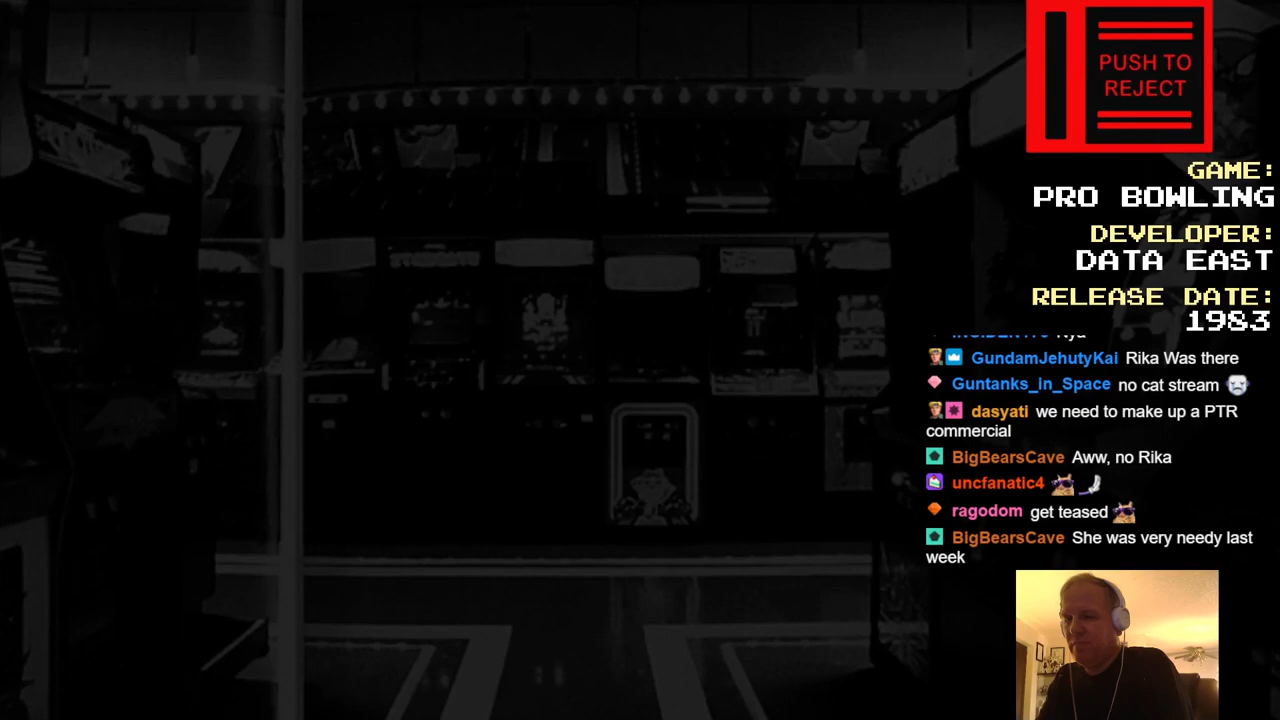 PUSH TO
REJECT
GAME:
PRO BOWLING
DEVELOPER:
DATA EAST
RELEASE DATE:
1983
GundamJehutyKai Rika Was there
Guntanks_in_Space no cat stream
dasyati we need to make up a PTR
commercial
BigBearsCave Aww, no Rika
uncfanatic4
ragodom get teased
BigBearsCave She was very needy last
week